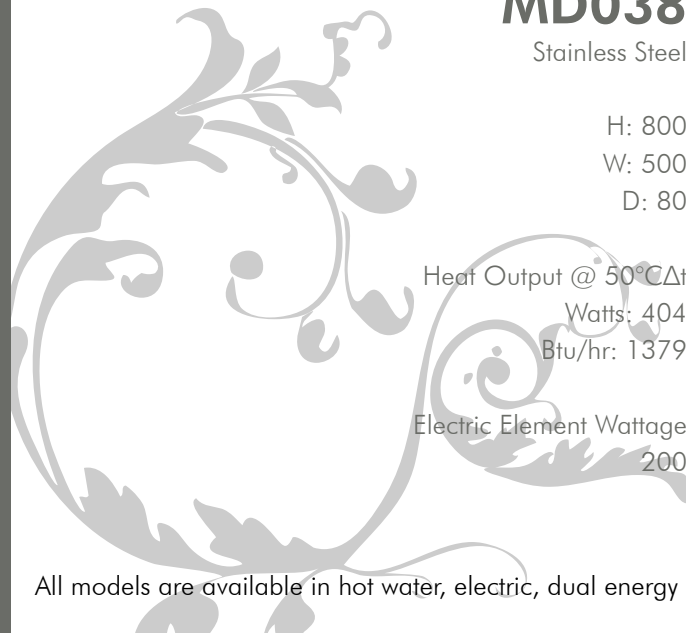 MD038
Stainless Steel
H: 800
W: 500
D: 80
Heat Output @ 50°CΔt
Watts: 404
Btu/hr: 1379
Electric Element Wattage
200
All models are available in hot water, electric, dual energy